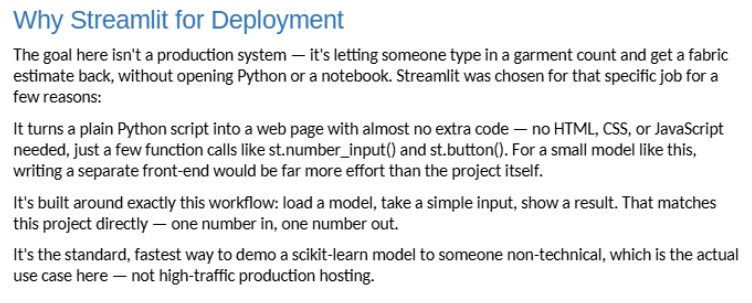 Why Streamlit for Deployment
The goal here isn't a production system — it's letting someone type in a garment count and get a fabric
estimate back, without opening Python or a notebook. Streamlit was chosen for that specific job for a
few reasons:
It turns a plain Python script into a web page with almost no extra code — no HTML, CSS, or JavaScript
needed, just a few function calls like st.number_input() and st.button(). For a small model like this,
writing a separate front-end would be far more effort than the project itself.
It's built around exactly this workflow: load a model, take a simple input, show a result. That matches
this project directly — one number in, one number out.
It's the standard, fastest way to demo a scikit-learn model to someone non-technical, which is the actual
use case here — not high-traffic production hosting.